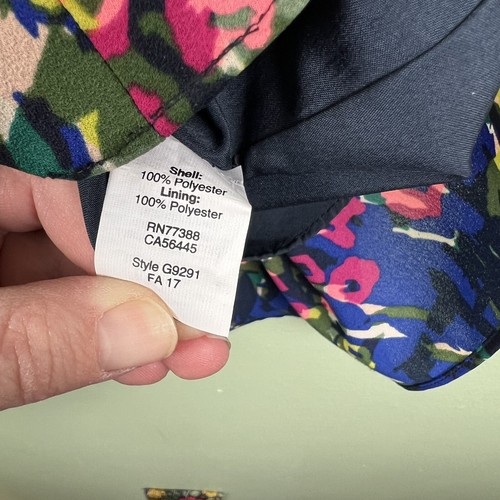 Shell:
100% Polyester
Lining:
100% Polyester
RN77388
CA56445
Style G9291
FA 17